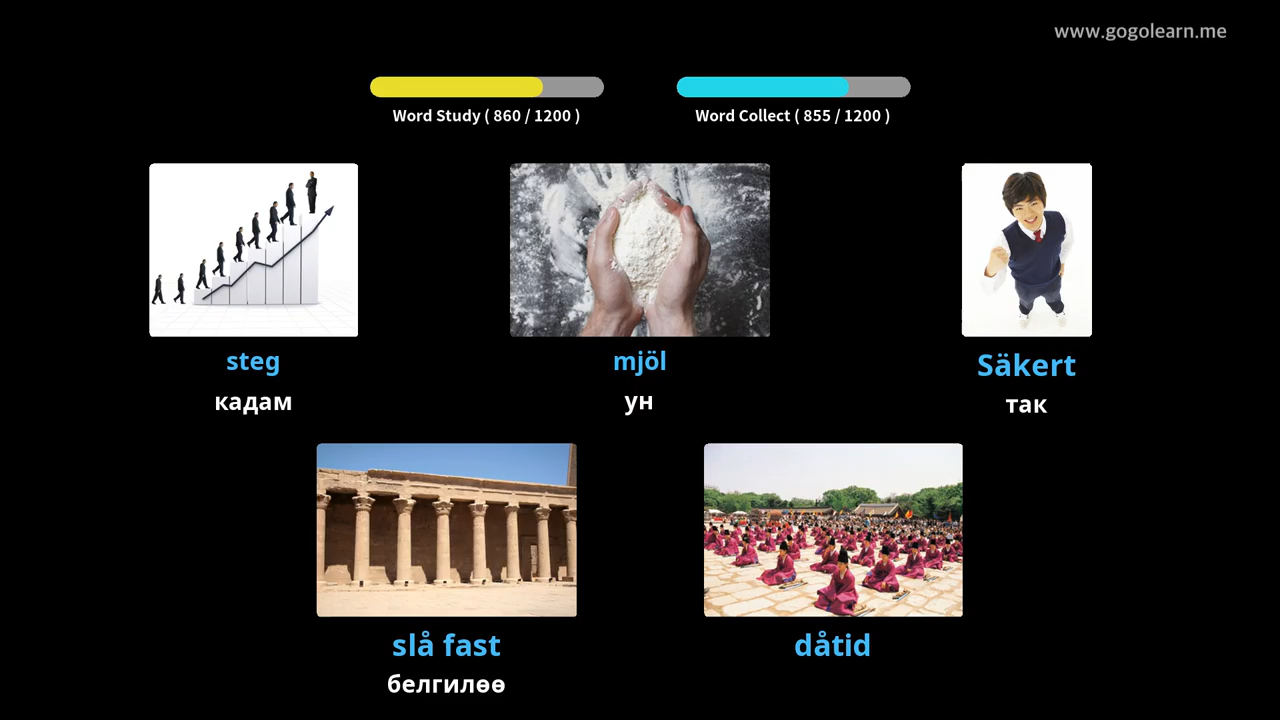 www.gogolearn.me
Word Study ( 860 / 1200 )
Word Collect ( 855 / 1200 )
steg
кадам
mjöl
ун
Säkert
так
slå fast
белгилөө
dåtid